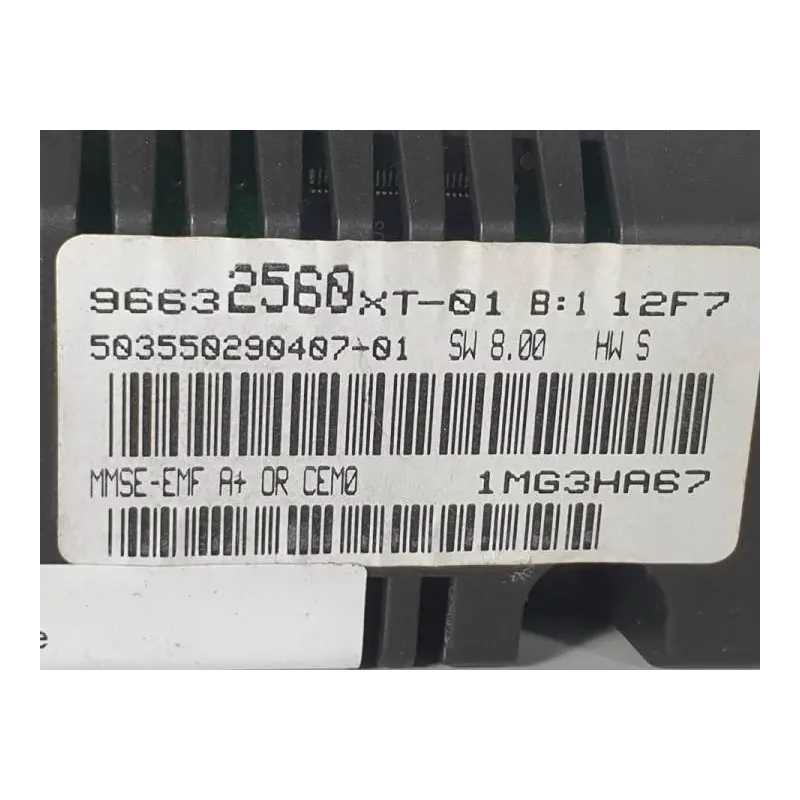 96632560XT-01 B:1 12F7
503550290407-01 SW 8.00 HW S
MMSE-EMF A+ OR CEM0
1MG3HA67
e